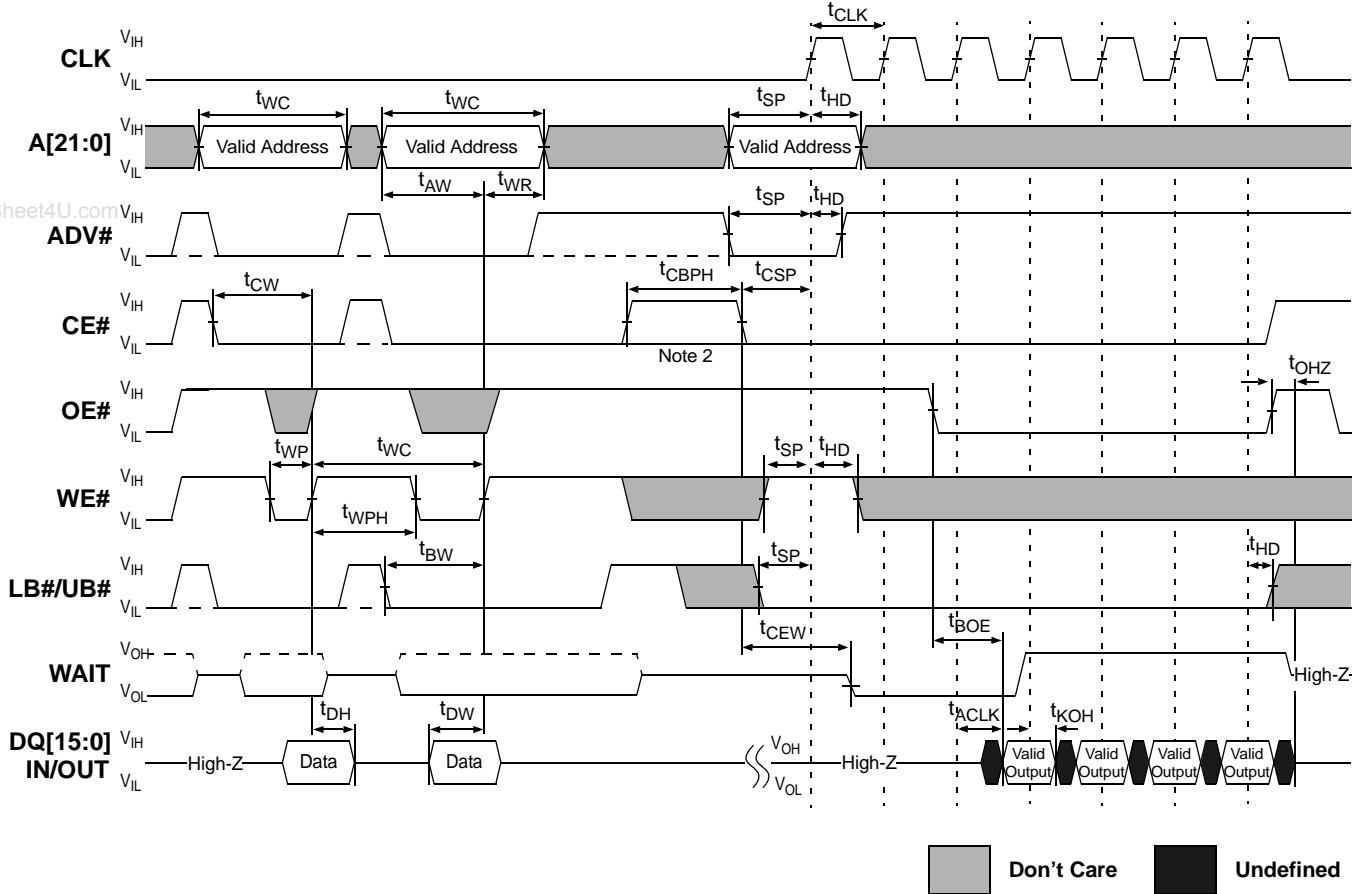 tCLK
CLK VIH
VIL
tWC tWC tSP tHD
A[21:0] VIH
VIL
Valid Address Valid Address Valid Address
tAW tWR
Sheet4U.com
ADV# VIH
VIL
tSP tHD
tCBPH tCSP
CE# VIH
VIL
tCW
Note 2
OE# VIH
VIL
tOHZ
tWP tWC tSP tHD
WE# VIH
VIL
tWPH
tBW tSP tHD
LB#/UB# VIH
VIL
tCEW tBOE
WAIT VOH
VOL
High-Z
tDH tDW tACLK tKOH
DQ[15:0] IN/OUT VIH
VIL
High-Z Data Data VOH
VOL
High-Z Valid Output Valid Output Valid Output Valid Output
Don't Care Undefined